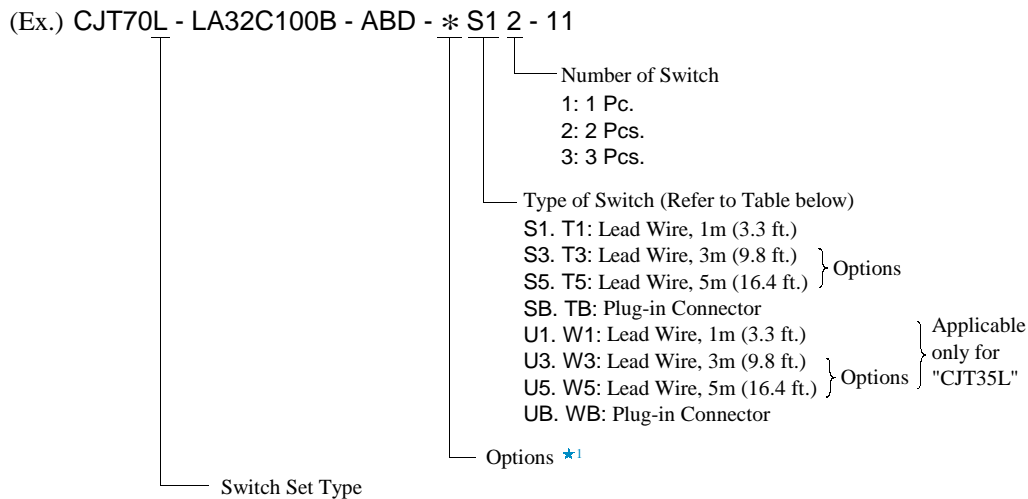 (Ex.) CJT70L - LA32C100B - ABD - * S1 2 - 11
Number of Switch
1: 1 Pc.
2: 2 Pcs.
3: 3 Pcs.
Type of Switch (Refer to Table below)
S1. T1: Lead Wire, 1m (3.3 ft.)
S3. T3: Lead Wire, 3m (9.8 ft.)
S5. T5: Lead Wire, 5m (16.4 ft.)
Options
SB. TB: Plug-in Connector
U1. W1: Lead Wire, 1m (3.3 ft.)
U3. W3: Lead Wire, 3m (9.8 ft.)
U5. W5: Lead Wire, 5m (16.4 ft.)
Options
Applicable
only for
"CJT35L"
UB. WB: Plug-in Connector
Options ★1
Switch Set Type